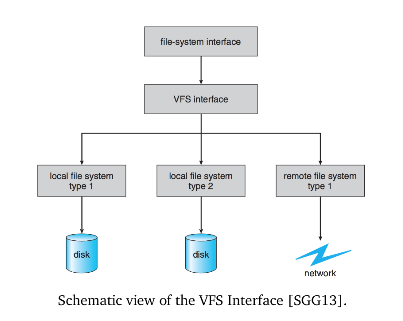 file-system interface
VFS interface
local file system
type 1
local file system
type 2
remote file system
type 1
disk
disk
network
Schematic view of the VFS Interface [SGG13].